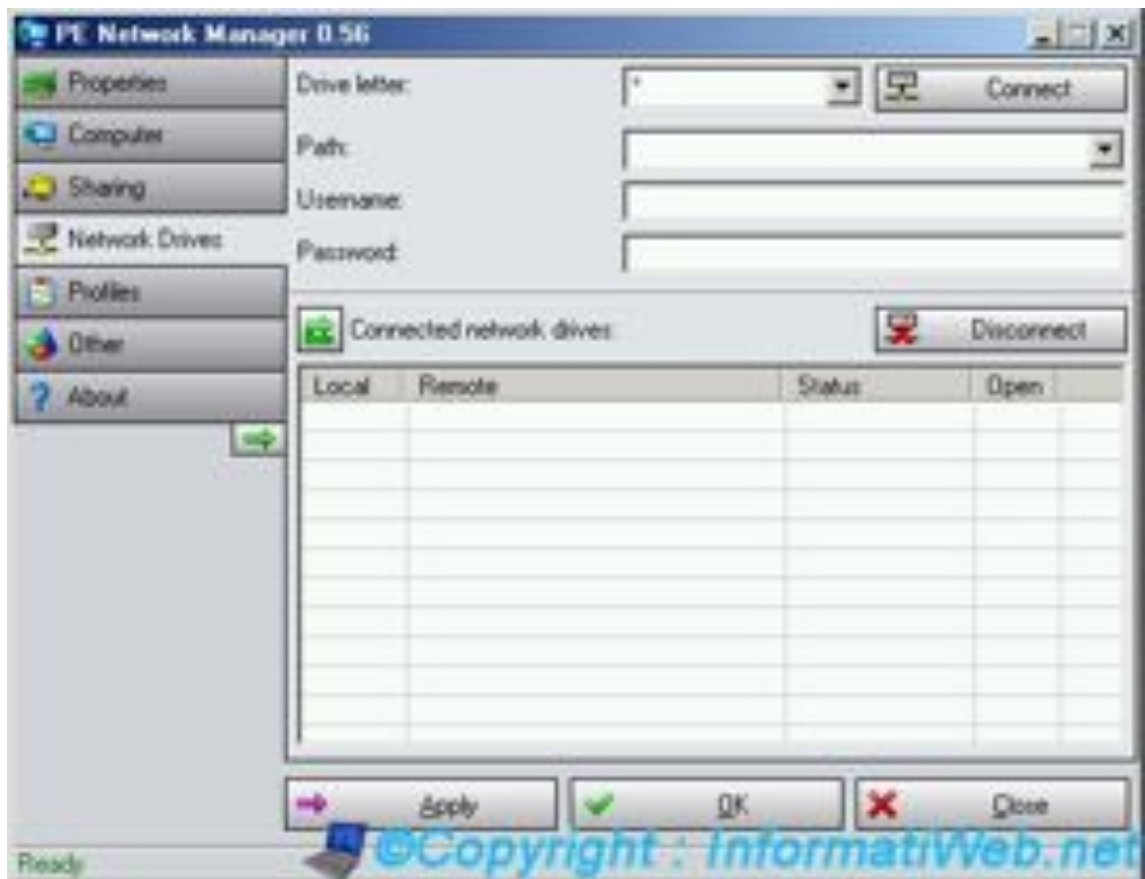 PE Network Manager 0.56
Properties
Computer
Sharing
Network Drives
Profiles
Other
About
Drive letter:
*
Connect
Path:
Username:
Password:
Connected network drives:
Disconnect
Local Remote Status Open
Apply
OK
Close
Ready
©Copyright : InformatiWeb.net